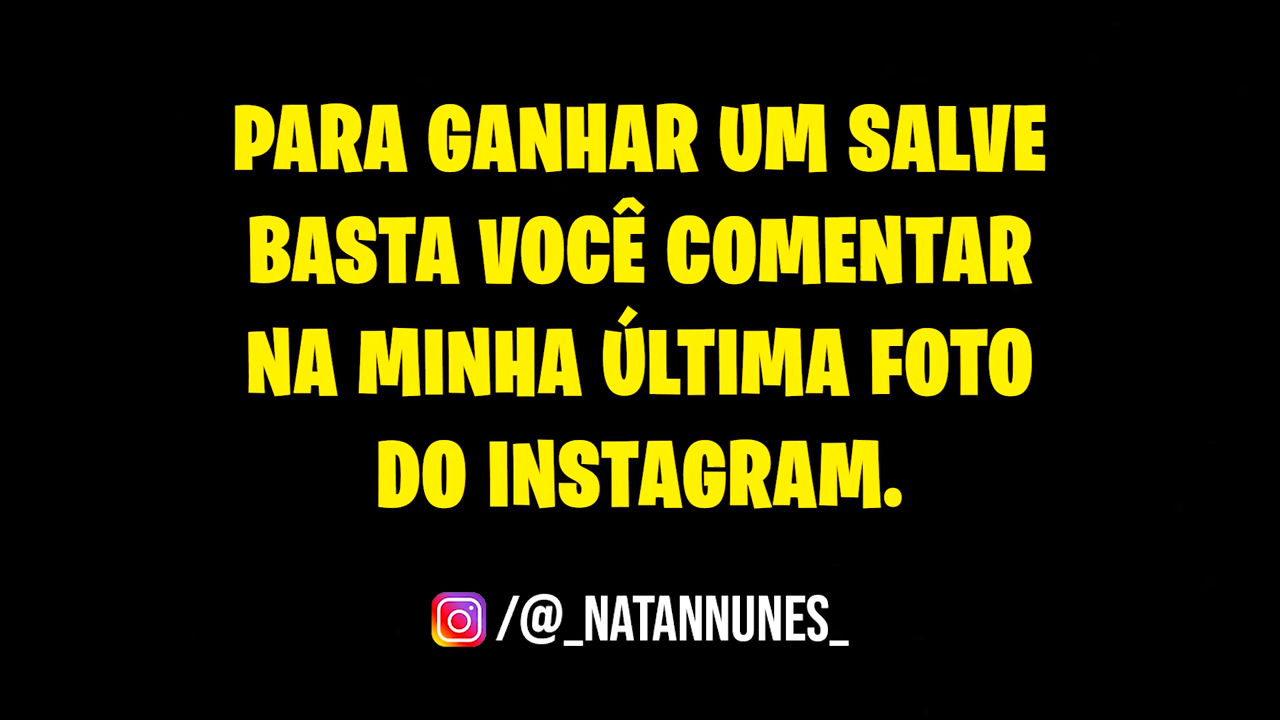 PARA GANHAR UM SALVE
BASTA VOCÊ COMENTAR
NA MINHA ÚLTIMA FOTO
DO INSTAGRAM.
/@_NATANNUNES_